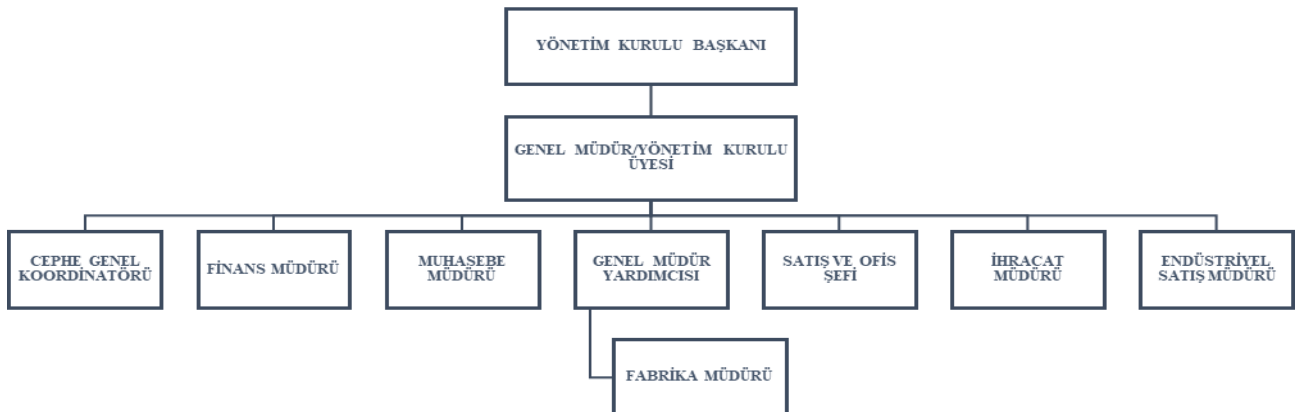 YÖNETİM KURULU BAŞKANI
GENEL MÜDÜR/YÖNETİM KURULU
ÜYESİ
CEPHE GENEL
KOORDİNATÖRÜ
FİNANS MÜDÜRÜ
MUHASEBE
MÜDÜRÜ
GENEL MÜDÜR
YARDIMCISI
SATIŞ VE OFİS
ŞEFİ
İHRACAT
MÜDÜRÜ
ENDÜSTRİYEL
SATIŞ MÜDÜRÜ
FABRİKA MÜDÜRÜ